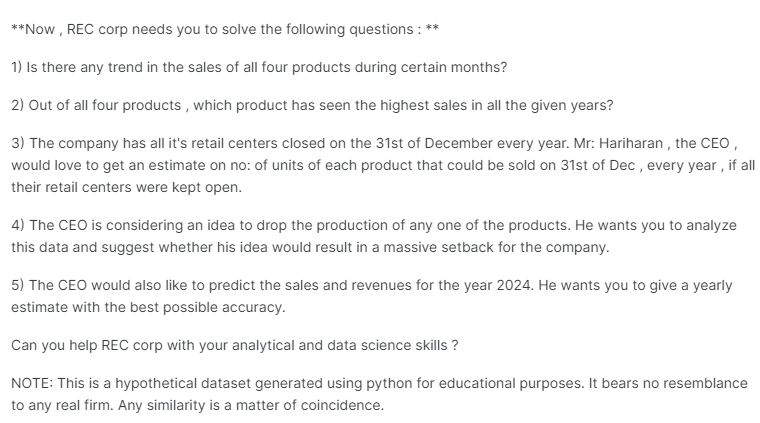 **Now , REC corp needs you to solve the following questions : **
1) Is there any trend in the sales of all four products during certain months?
2) Out of all four products , which product has seen the highest sales in all the given years?
3) The company has all it's retail centers closed on the 31st of December every year. Mr: Hariharan , the CEO ,
would love to get an estimate on no: of units of each product that could be sold on 31st of Dec , every year , if all
their retail centers were kept open.
4) The CEO is considering an idea to drop the production of any one of the products. He wants you to analyze
this data and suggest whether his idea would result in a massive setback for the company.
5) The CEO would also like to predict the sales and revenues for the year 2024. He wants you to give a yearly
estimate with the best possible accuracy.
Can you help REC corp with your analytical and data science skills ?
NOTE: This is a hypothetical dataset generated using python for educational purposes. It bears no resemblance
to any real firm. Any similarity is a matter of coincidence.